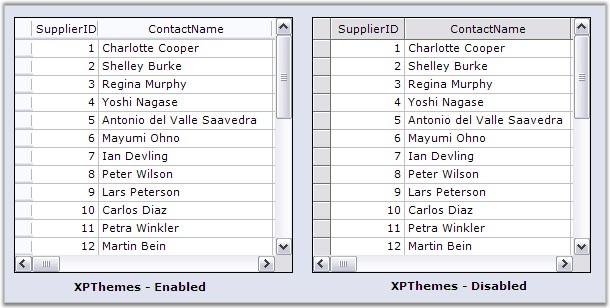 SupplierID ContactName
1 Charlotte Cooper
2 Shelley Burke
3 Regina Murphy
4 Yoshi Nagase
5 Antonio del Valle Saavedra
6 Mayumi Ohno
7 Ian Devling
8 Peter Wilson
9 Lars Peterson
10 Carlos Diaz
11 Petra Winkler
12 Martin Bein
XPThemes - Enabled
SupplierID ContactName
1 Charlotte Cooper
2 Shelley Burke
3 Regina Murphy
4 Yoshi Nagase
5 Antonio del Valle Saavedra
6 Mayumi Ohno
7 Ian Devling
8 Peter Wilson
9 Lars Peterson
10 Carlos Diaz
11 Petra Winkler
12 Martin Bein
XPThemes - Disabled